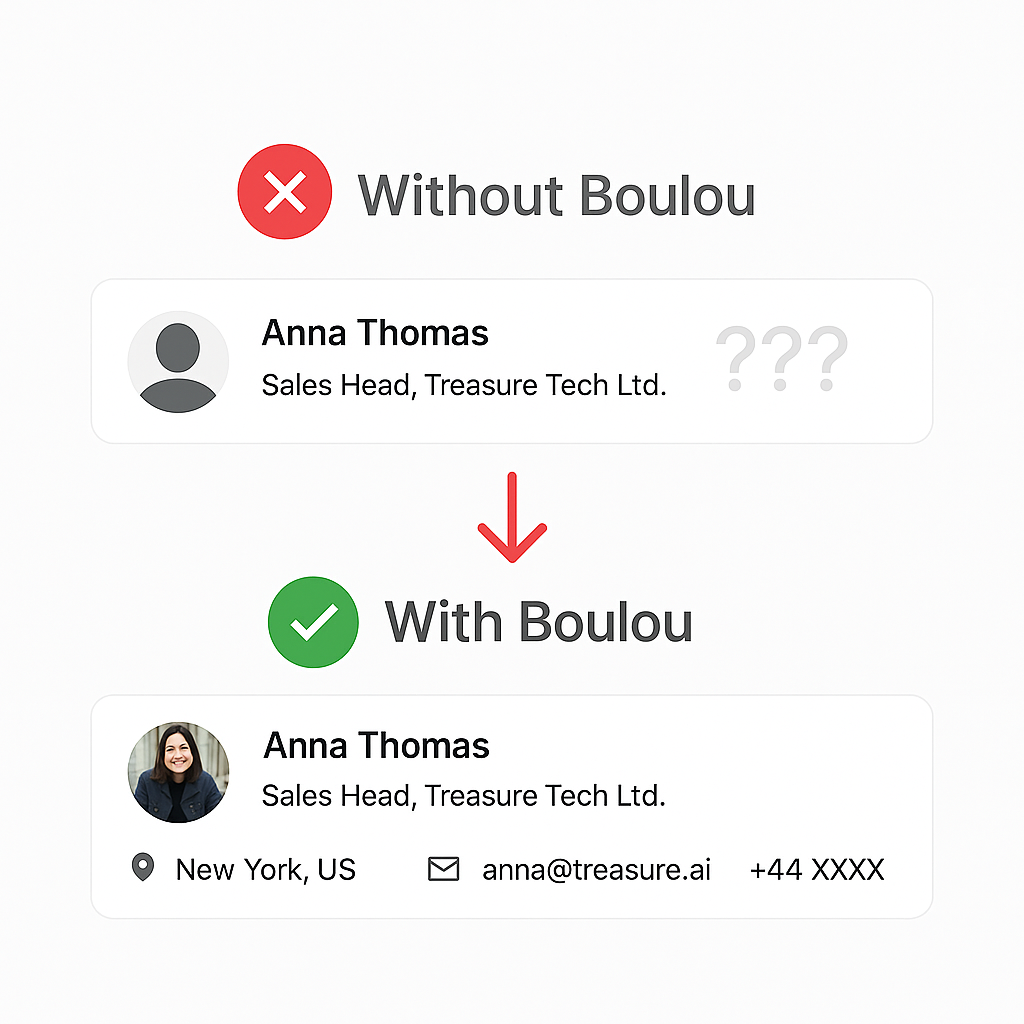 Without Boulou
Anna Thomas
Sales Head, Treasure Tech Ltd.
???
With Boulou
Anna Thomas
Sales Head, Treasure Tech Ltd.
New York, US anna@treasure.ai +44 XXXX